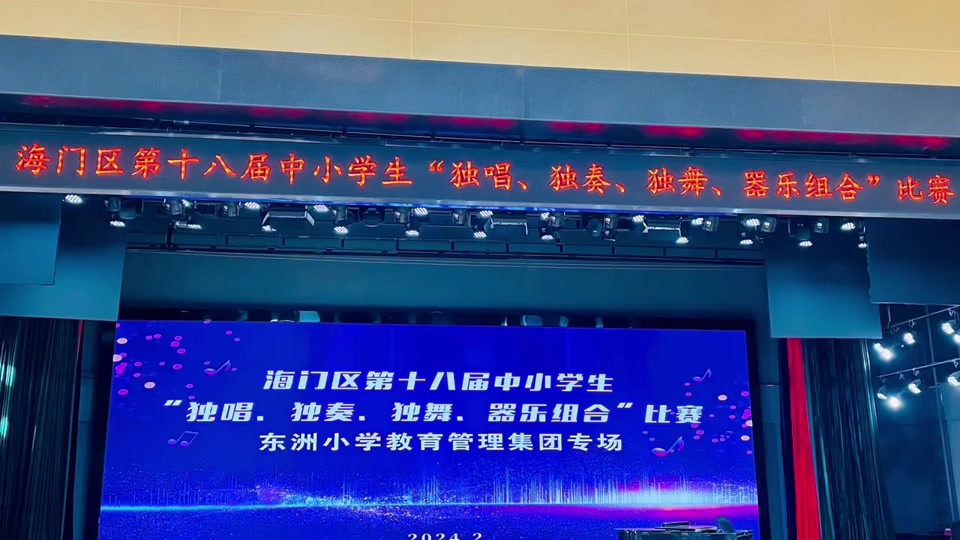 海门区第十八届中小学生“独唱、独奏、独舞、器乐组合”比赛
海门区第十八届中小学生
“独唱、独奏、独舞、器乐组合”比赛
东洲小学教育管理集团专场
2024.2